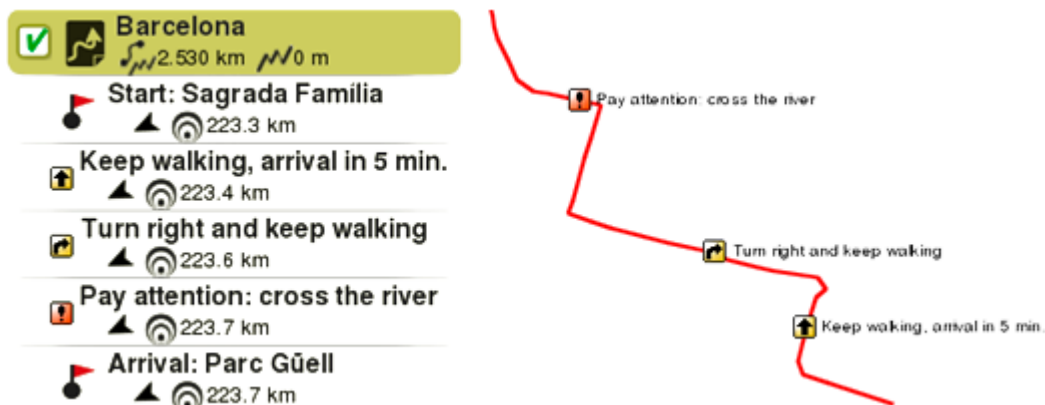 Barcelona
2.530 km 0 m
Start: Sagrada Família
223.3 km
Keep walking, arrival in 5 min.
223.4 km
Turn right and keep walking
223.6 km
Pay attention: cross the river
223.7 km
Arrival: Parc Gūell
223.7 km
Pay attention: cross the river
Turn right and keep walking
Keep walking, arrival in 5 min.